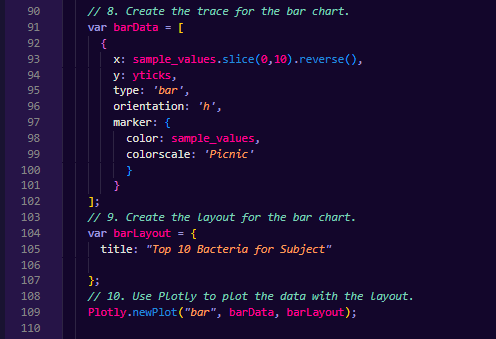 90 // 8. Create the trace for the bar chart.
91 var barData = [
92 {
93 x: sample_values.slice(0,10).reverse(),
94 y: yticks,
95 type: 'bar',
96 orientation: 'h',
97 marker: {
98 color: sample_values,
99 colorscale: 'Picnic'
100 }
101 }
102 ];
103 // 9. Create the layout for the bar chart.
104 var barLayout = {
105 title: "Top 10 Bacteria for Subject"
106
107 };
108 // 10. Use Plotly to plot the data with the layout.
109 Plotly.newPlot("bar", barData, barLayout);
110